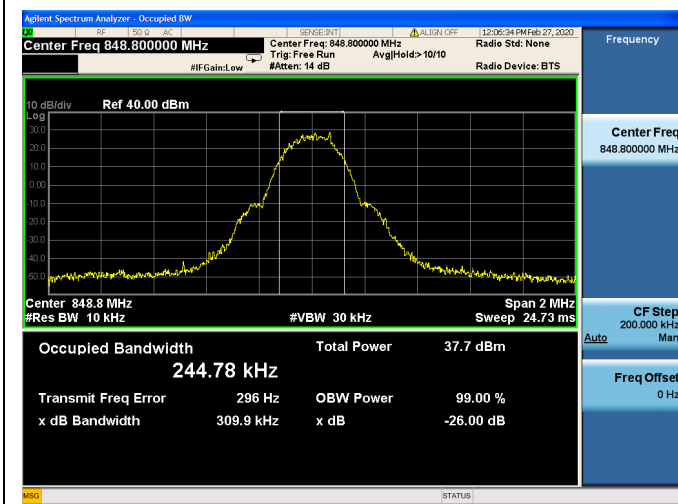 Agilent Spectrum Analyzer - Occupied BW
LXI RF 50 Ω AC SENSE:INT ALIGN OFF 12:06:34 PM Feb 27, 2020
Center Freq 848.800000 MHz
Center Freq: 848.800000 MHz
Radio Std: None
Trig: Free Run Avg|Hold:>10/10
#IFGain:Low
#Atten: 14 dB
Radio Device: BTS
Frequency
10 dB/div Ref 40.00 dBm
Log
30.0
20.0
10.0
0.00
-10.0
-20.0
-30.0
-40.0
-50.0
Center 848.8 MHz Span 2 MHz
#Res BW 10 kHz #VBW 30 kHz Sweep 24.73 ms
Center Freq
848.800000 MHz
CF Step
200.000 kHz
Auto Man
Freq Offset
0 Hz
Occupied Bandwidth Total Power 37.7 dBm
244.78 kHz
Transmit Freq Error 296 Hz OBW Power 99.00 %
x dB Bandwidth 309.9 kHz x dB -26.00 dB
MSG STATUS